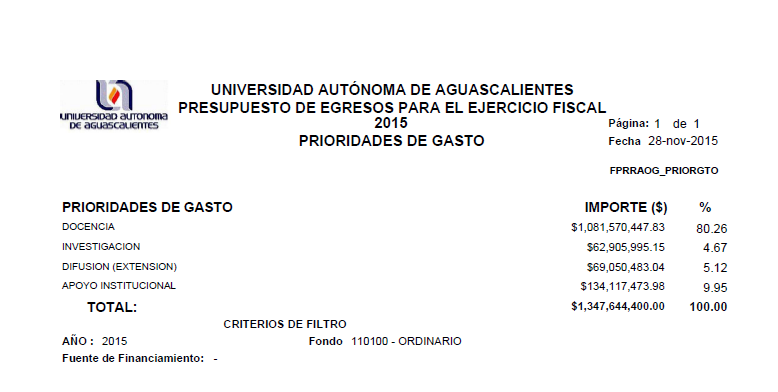 UNIVERSIDAD AUTONOMA
DE AGUASCALIENTES
UNIVERSIDAD AUTÓNOMA DE AGUASCALIENTES
PRESUPUESTO DE EGRESOS PARA EL EJERCICIO FISCAL
2015
PRIORIDADES DE GASTO
Página: 1 de 1
Fecha 28-nov-2015
FPRRAOG_PRIORGTO
PRIORIDADES DE GASTO IMPORTE ($) %
DOCENCIA $1,081,570,447.83 80.26
INVESTIGACION $62,905,995.15 4.67
DIFUSION (EXTENSION) $69,050,483.04 5.12
APOYO INSTITUCIONAL $134,117,473.98 9.95
TOTAL: $1,347,644,400.00 100.00
CRITERIOS DE FILTRO
AÑO : 2015 Fondo 110100 - ORDINARIO
Fuente de Financiamiento: -